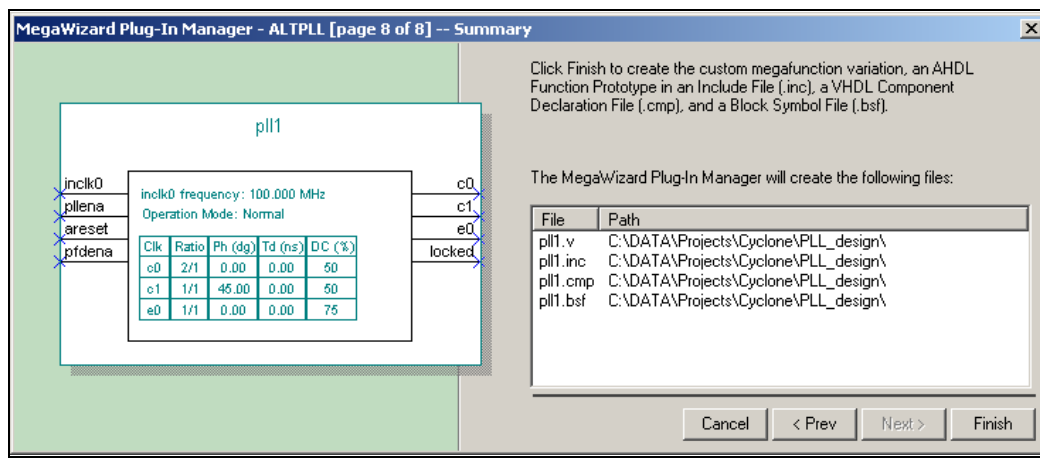 MegaWizard Plug-In Manager - ALTPLL [page 8 of 8] -- Summary
pll1
inclk0
pllena
areset
pfdena
c0
c1
e0
locked
inclk0 frequency: 100.000 MHz
Operation Mode: Normal
Clk Ratio Ph (dg) Td (ns) DC (%)
c0 2/1 0.00 0.00 50
c1 1/1 45.00 0.00 50
e0 1/1 0.00 0.00 75
Click Finish to create the custom megafunction variation, an AHDL
Function Prototype in an Include File (.inc), a VHDL Component
Declaration File (.cmp), and a Block Symbol File (.bsf).
The MegaWizard Plug-In Manager will create the following files:
File Path
pll1.v C:\DATA\Projects\Cyclone\PLL_design\
pll1.inc C:\DATA\Projects\Cyclone\PLL_design\
pll1.cmp C:\DATA\Projects\Cyclone\PLL_design\
pll1.bsf C:\DATA\Projects\Cyclone\PLL_design\
Cancel < Prev Next > Finish